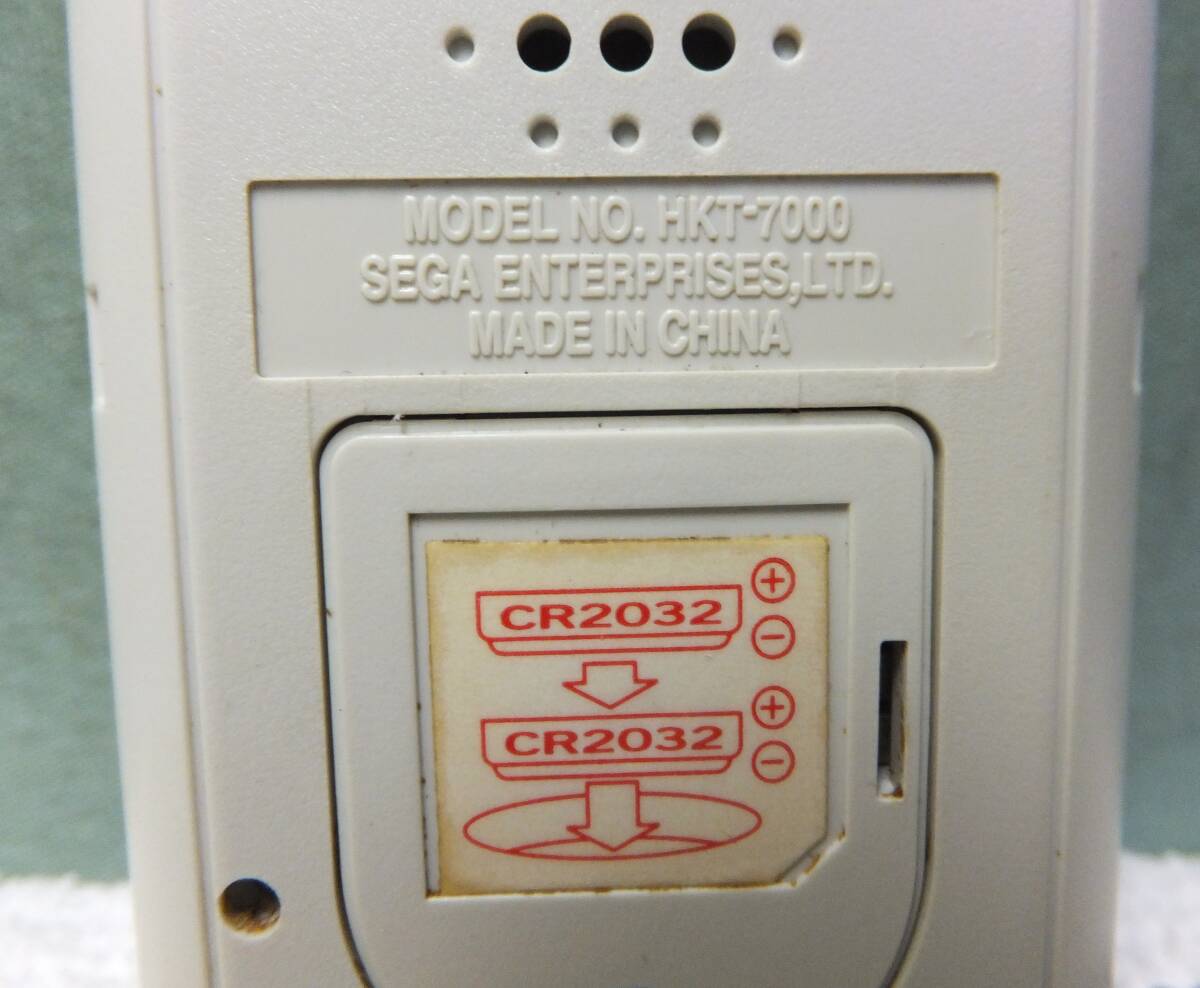 MODEL NO. HKT-7000
SEGA ENTERPRISES,LTD.
MADE IN CHINA
CR2032 +
-
CR2032 +
-